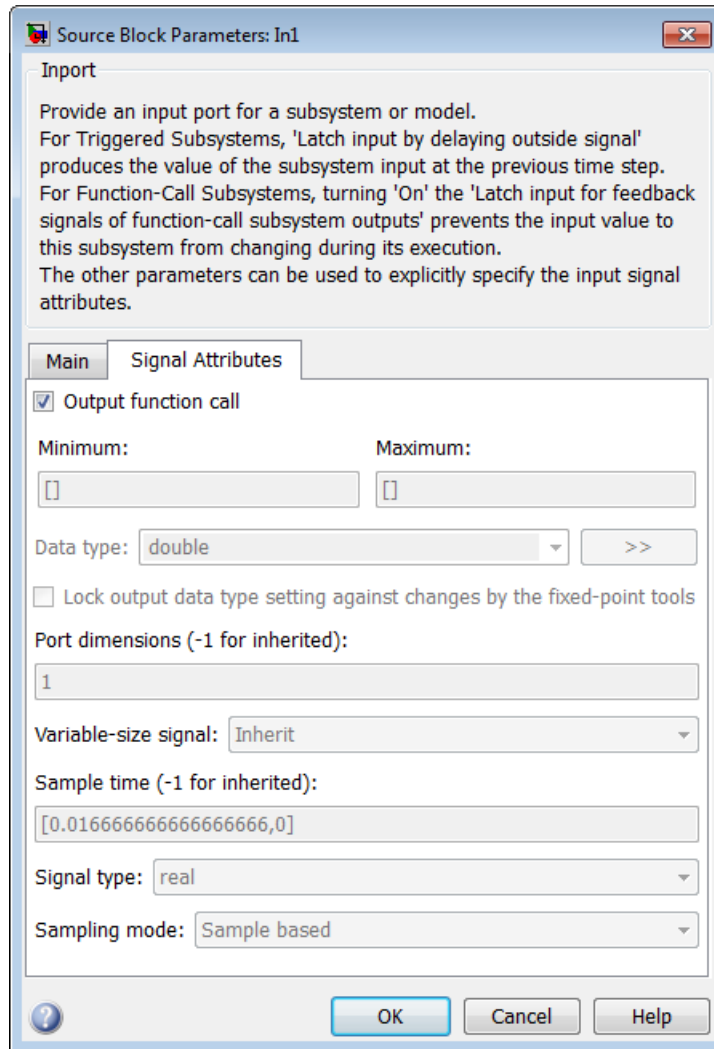 Source Block Parameters: In1
Inport
Provide an input port for a subsystem or model.
For Triggered Subsystems, 'Latch input by delaying outside signal'
produces the value of the subsystem input at the previous time step.
For Function-Call Subsystems, turning 'On' the 'Latch input for feedback
signals of function-call subsystem outputs' prevents the input value to
this subsystem from changing during its execution.
The other parameters can be used to explicitly specify the input signal
attributes.
Main Signal Attributes
Output function call
Minimum: Maximum:
[] []
Data type: double >>
Lock output data type setting against changes by the fixed-point tools
Port dimensions (-1 for inherited):
1
Variable-size signal: Inherit
Sample time (-1 for inherited):
[0.016666666666666666,0]
Signal type: real
Sampling mode: Sample based
? OK Cancel Help